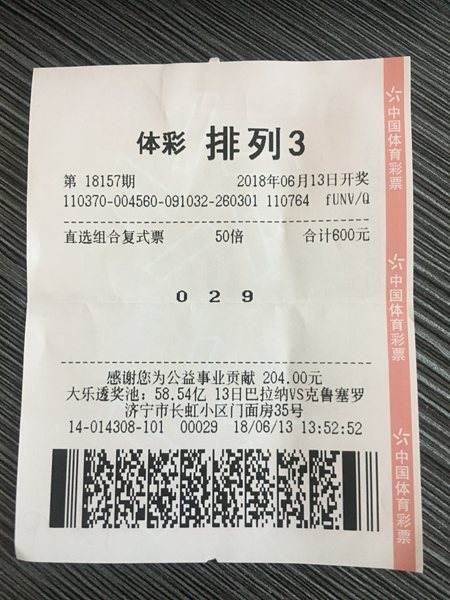 体彩 排列3
第 18157期 2018年06月13日开奖
110370-004560-091032-260301 110764 fUNV/Q
直选组合复式票 50倍 合计600元
0 2 9
感谢您为公益事业贡献 204.00元
大乐透奖池：58.54亿 13日巴拉纳VS克鲁塞罗
济宁市长虹小区门面房35号
14-014308-101 00029 18/06/13 13:52:52
中国体育彩票
中国体育彩票
中国体育彩票